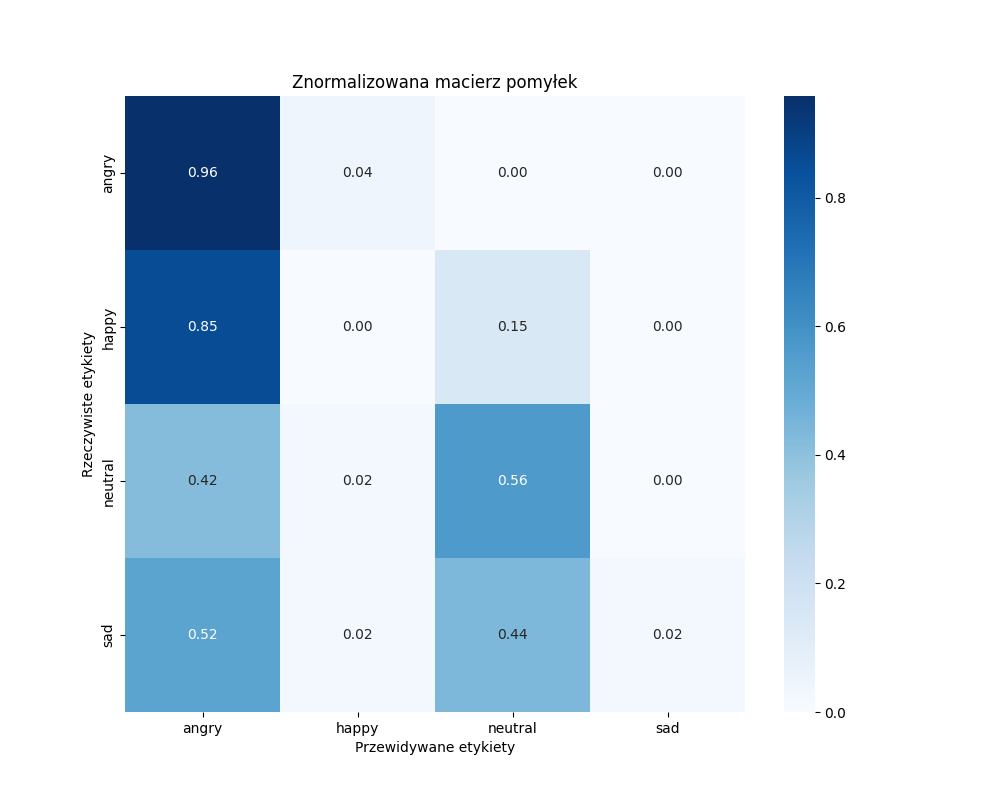 Znormalizowana macierz pomyłek
Rzeczywiste etykiety
angry
0.96
0.04
0.00
0.00
happy
0.85
0.00
0.15
0.00
neutral
0.42
0.02
0.56
0.00
sad
0.52
0.02
0.44
0.02
angry
happy
neutral
sad
Przewidywane etykiety
0.8
0.6
0.4
0.2
0.0